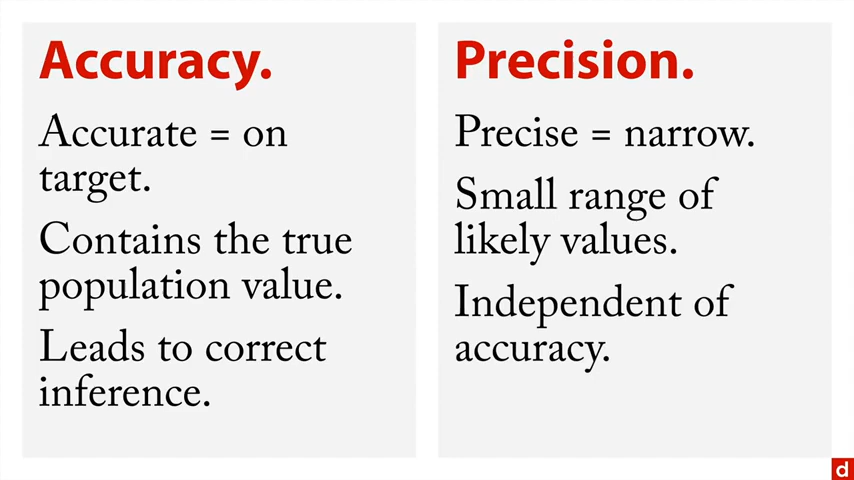 Accuracy.
Accurate = on
target.
Contains the true
population value.
Leads to correct
inference.
Precision.
Precise = narrow.
Small range of
likely values.
Independent of
accuracy.
d